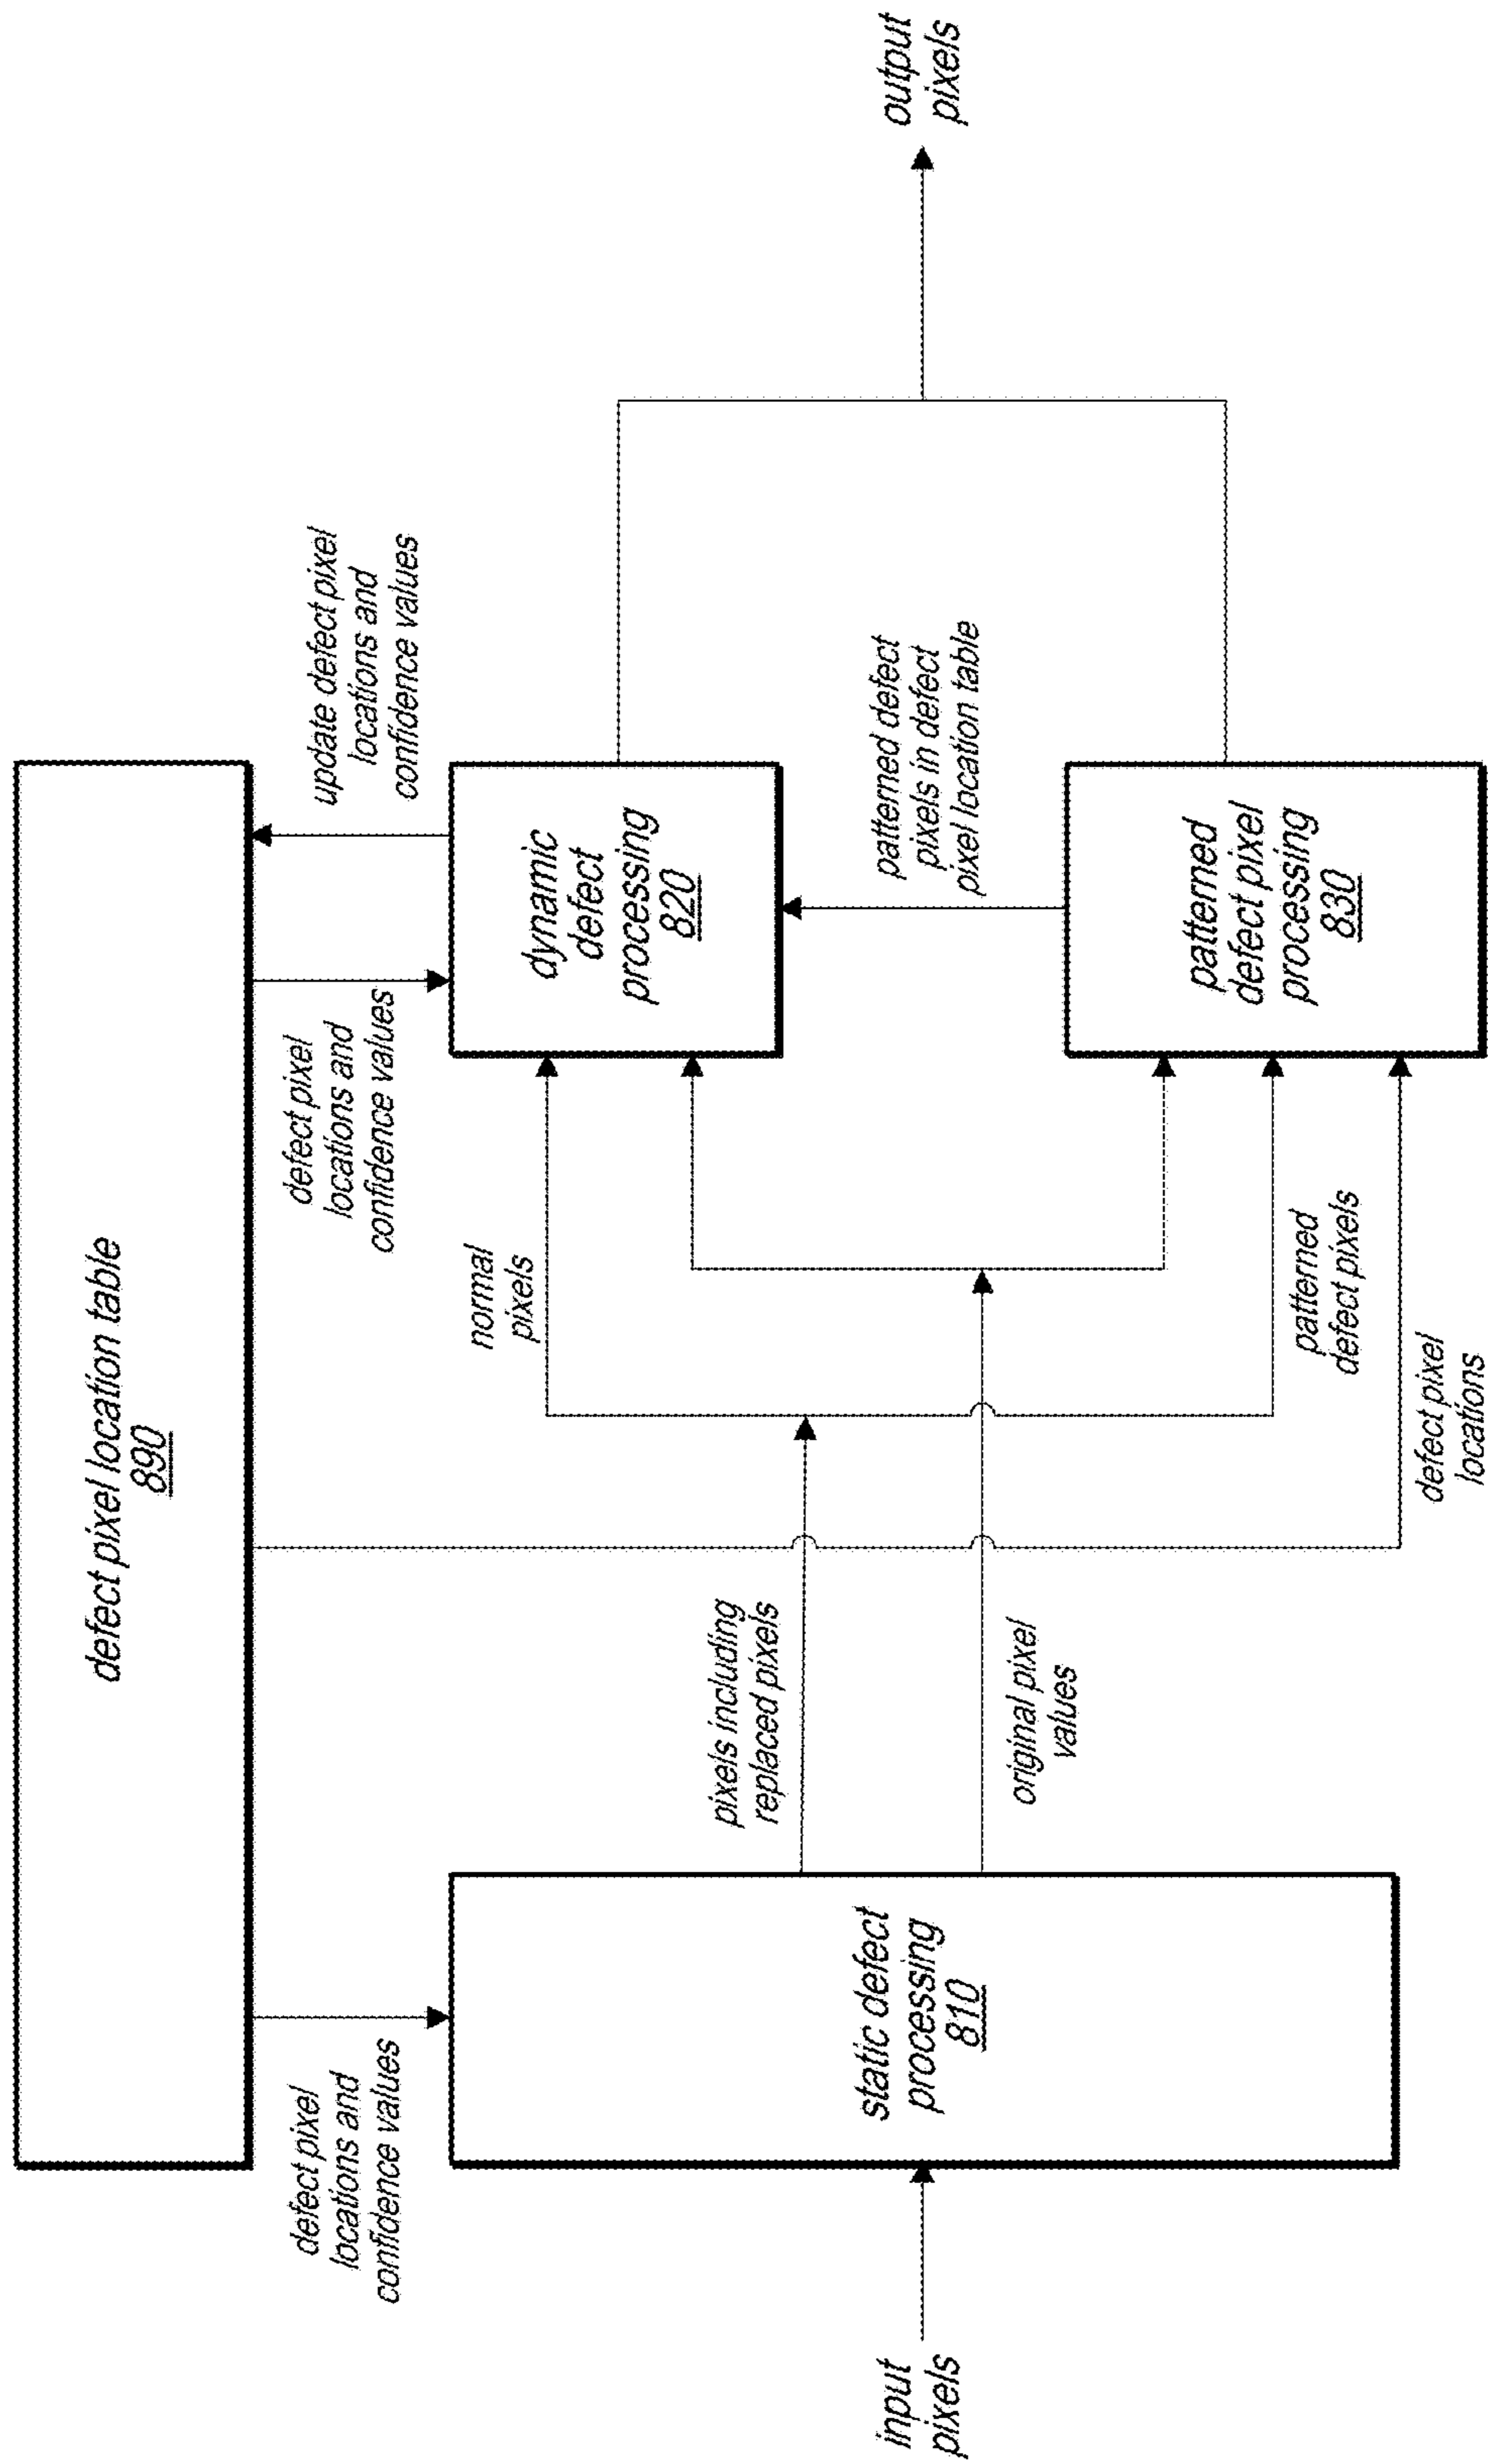 defect pixel location table
890
defect pixel
locations and
confidence values
defect pixel
locations and
confidence values
update defect pixel
locations and
confidence values
input
pixels
static defect
processing
810
pixels including
replaced pixels
original pixel
values
normal
pixels
dynamic
defect
processing
820
patterned defect
pixels in defect
pixel location table
patterned
defect pixels
defect pixel
locations
patterned
defect pixel
processing
830
output
pixels